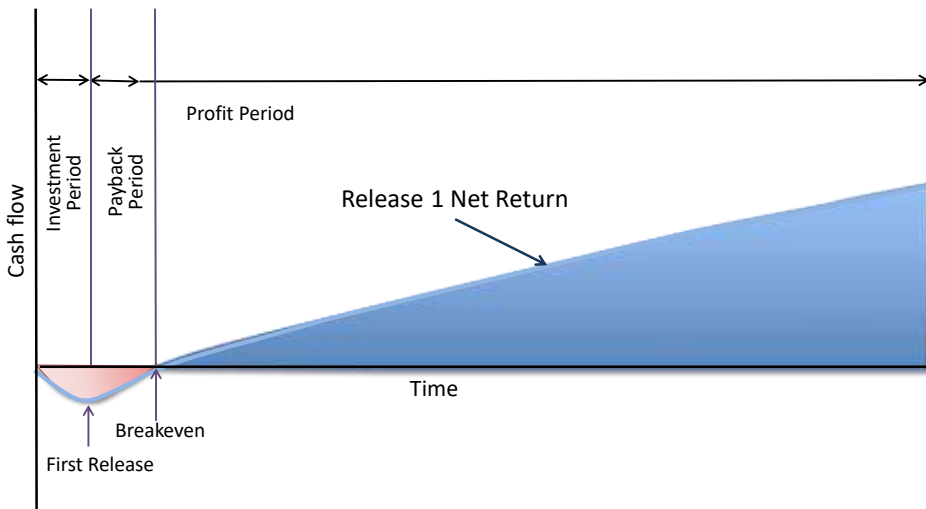 Profit Period
Investment
Period
Payback
Period
Cash flow
Release 1 Net Return
Time
Breakeven
First Release